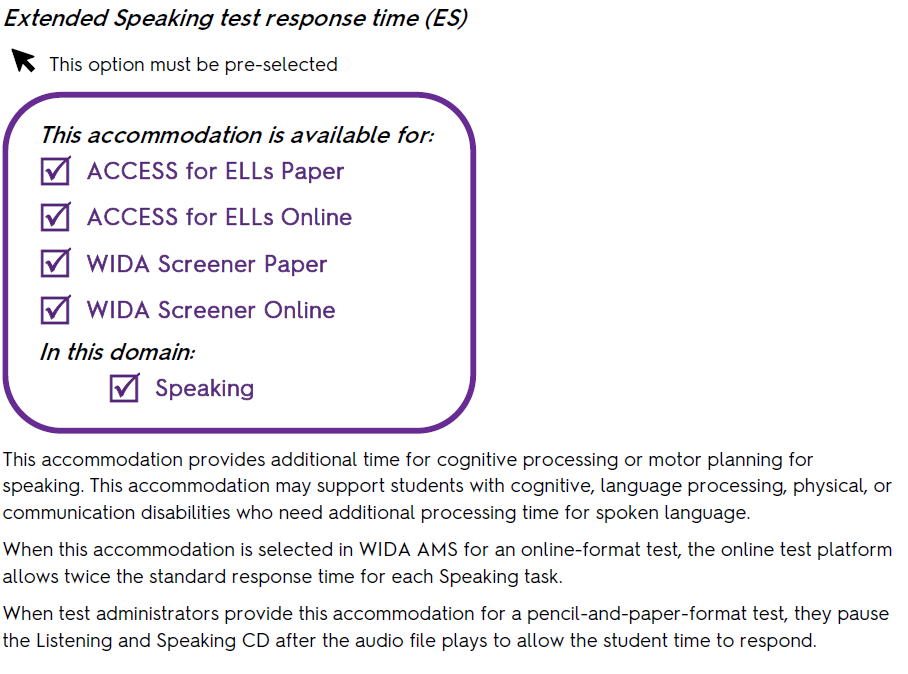 Extended Speaking test response time (ES)
This option must be pre-selected
This accommodation is available for:
ACCESS for ELLs Paper
ACCESS for ELLs Online
WIDA Screener Paper
WIDA Screener Online
In this domain:
Speaking
This accommodation provides additional time for cognitive processing or motor planning for
speaking. This accommodation may support students with cognitive, language processing, physical, or
communication disabilities who need additional processing time for spoken language.
When this accommodation is selected in WIDA AMS for an online-format test, the online test platform
allows twice the standard response time for each Speaking task.
When test administrators provide this accommodation for a pencil-and-paper-format test, they pause
the Listening and Speaking CD after the audio file plays to allow the student time to respond.